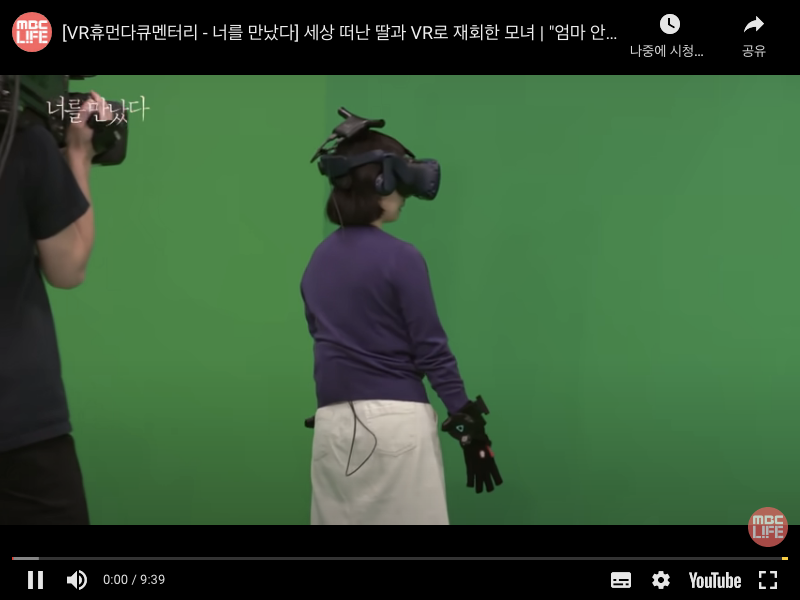 MBC LIFE
[VR휴먼다큐멘터리 - 너를 만났다] 세상 떠난 딸과 VR로 재회한 모녀 | "엄마 안...
나중에 시청...
공유
너를 만났다
MBC LIFE
0:00 / 9:39
YouTube